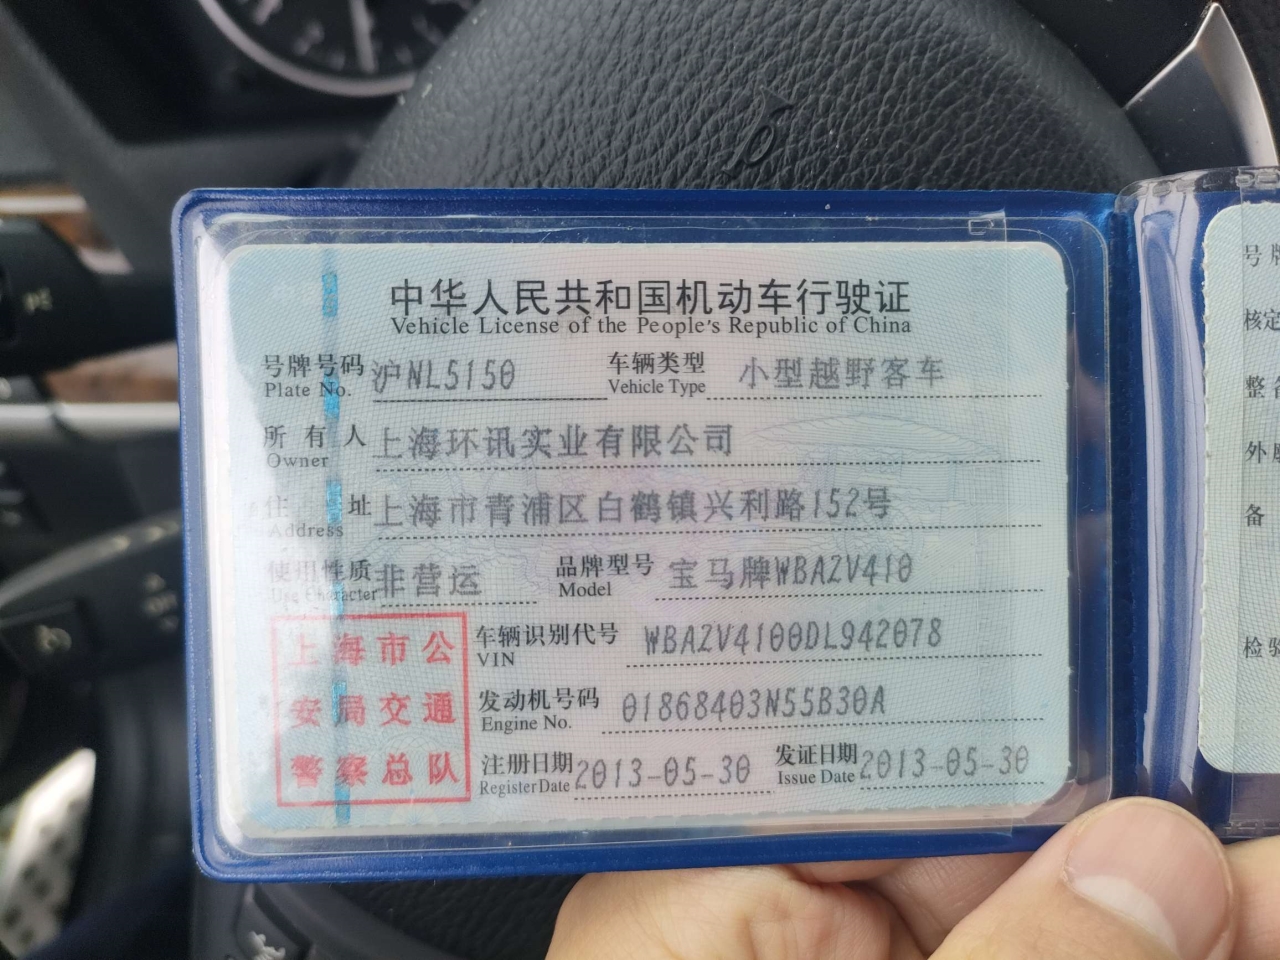 中华人民共和国机动车行驶证
Vehicle License of the People's Republic of China
号牌号码 沪NL5150 车辆类型 小型越野客车
Plate No. Vehicle Type
所有人 上海环讯实业有限公司
Owner
住址 上海市青浦区白鹤镇兴利路152号
Address
使用性质 非营运 品牌型号 宝马牌WBAZV410
Use Character Model
车辆识别代号 WBAZV4100DL942078
VIN
发动机号码 01868403N55B30A
Engine No.
注册日期 2013-05-30 发证日期 2013-05-30
Register Date Issue Date
上海市公
安局交通
警察总队
号牌
核定
整备
外
备
检验